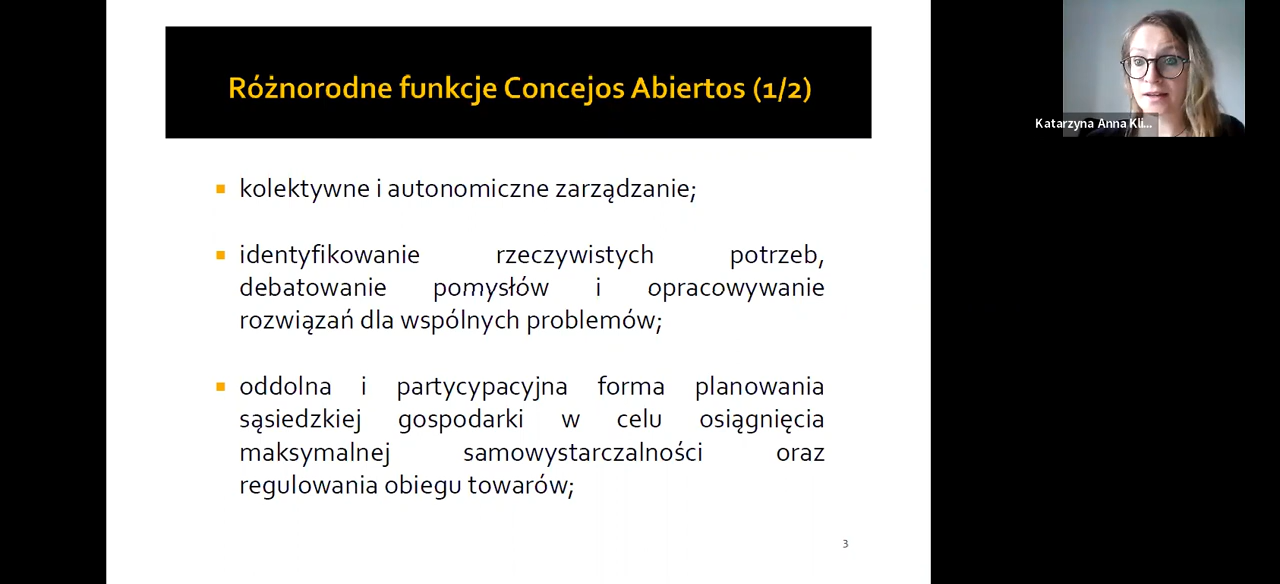 Różnorodne funkcje Concejos Abiertos (1/2)
kolektywne i autonomiczne zarządzanie;
identyfikowanie rzeczywistych potrzeb,
debatowanie pomysłów i opracowywanie
rozwiązań dla wspólnych problemów;
oddolna i partycypacyjna forma planowania
sąsiedzkiej gospodarki w celu osiągnięcia
maksymalnej samowystarczalności oraz
regulowania obiegu towarów;
3
Katarzyna Anna Kli...